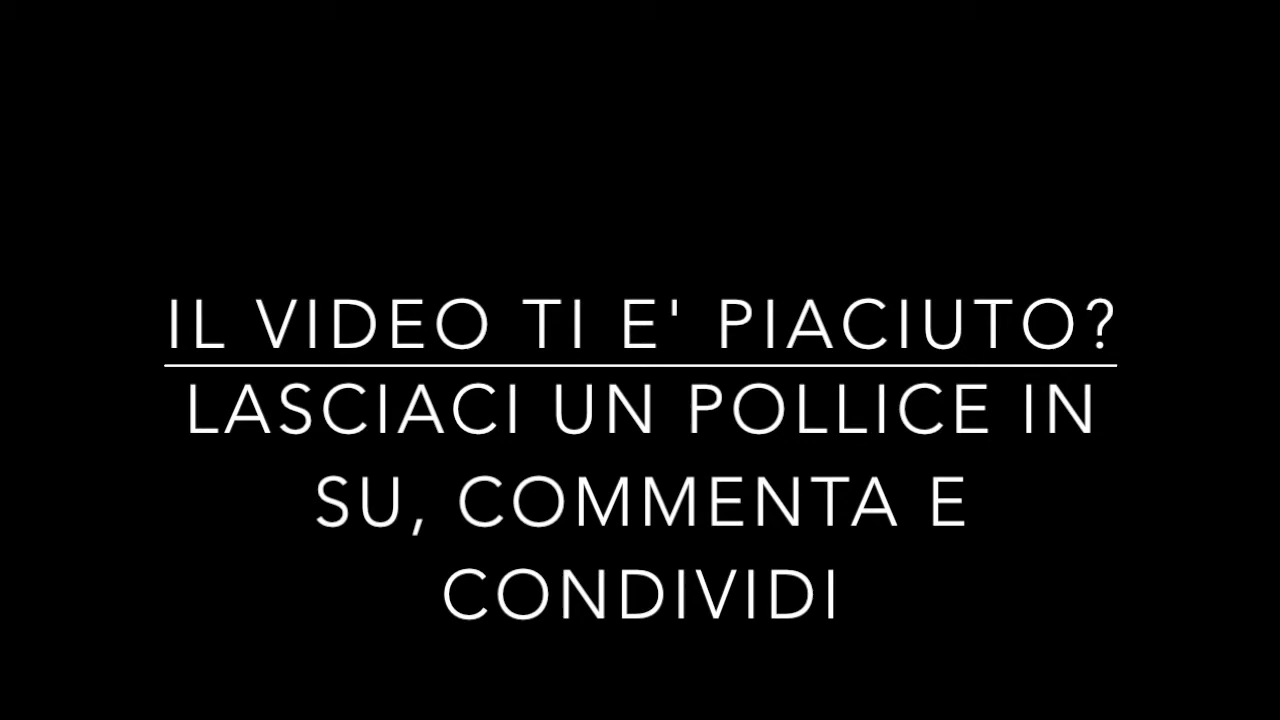 IL VIDEO TI E' PIACIUTO?
LASCIACI UN POLLICE IN
SU, COMMENTA E
CONDIVIDI